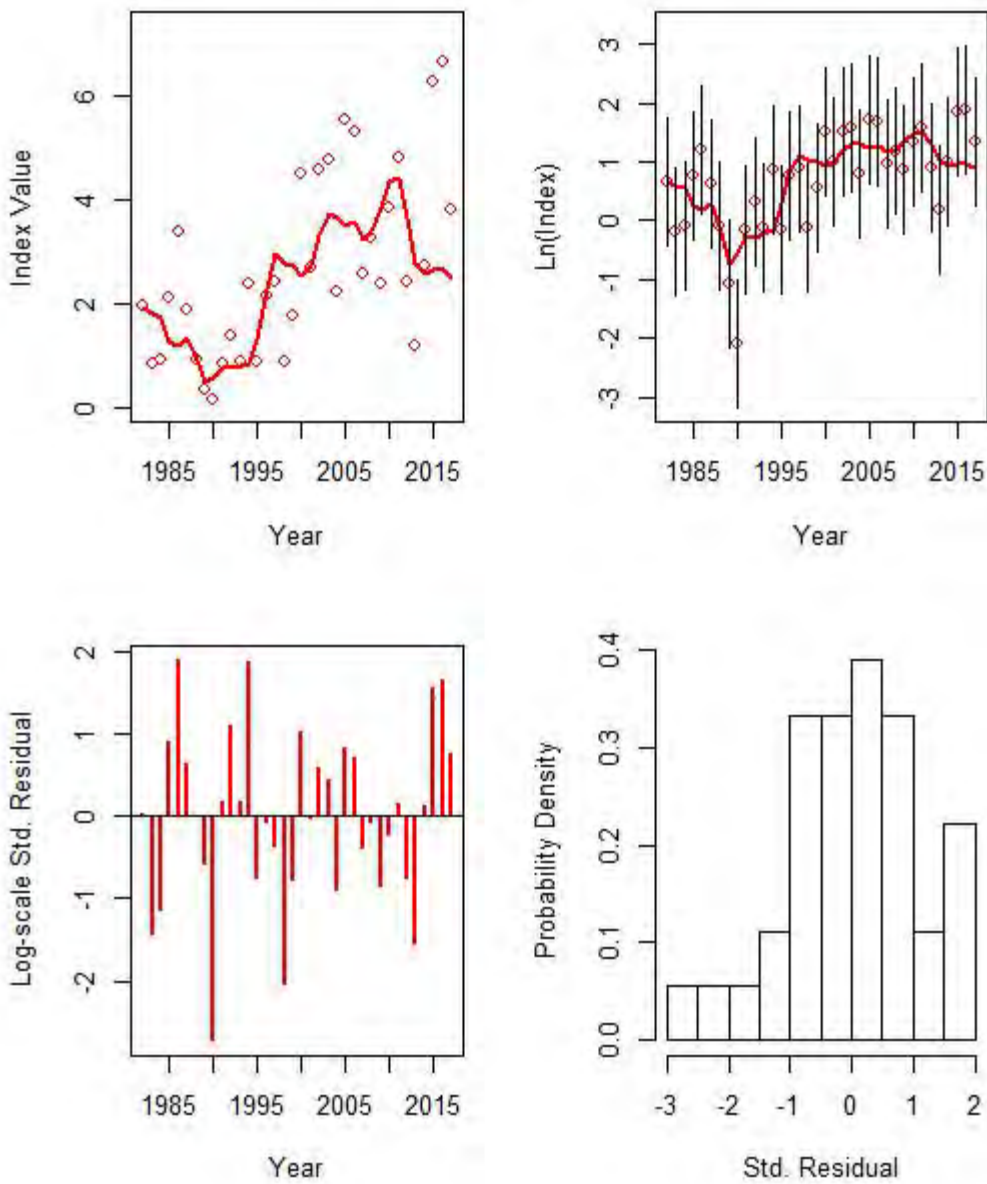 Index Value
0 2 4 6
1985 1995 2005 2015
Year
Ln(Index)
-3 -2 -1 0 1 2 3
1985 1995 2005 2015
Year
Log-scale Std. Residual
-2 -1 0 1 2
1985 1995 2005 2015
Year
Probability Density
0.0 0.1 0.2 0.3 0.4
-3 -2 -1 0 1 2
Std. Residual